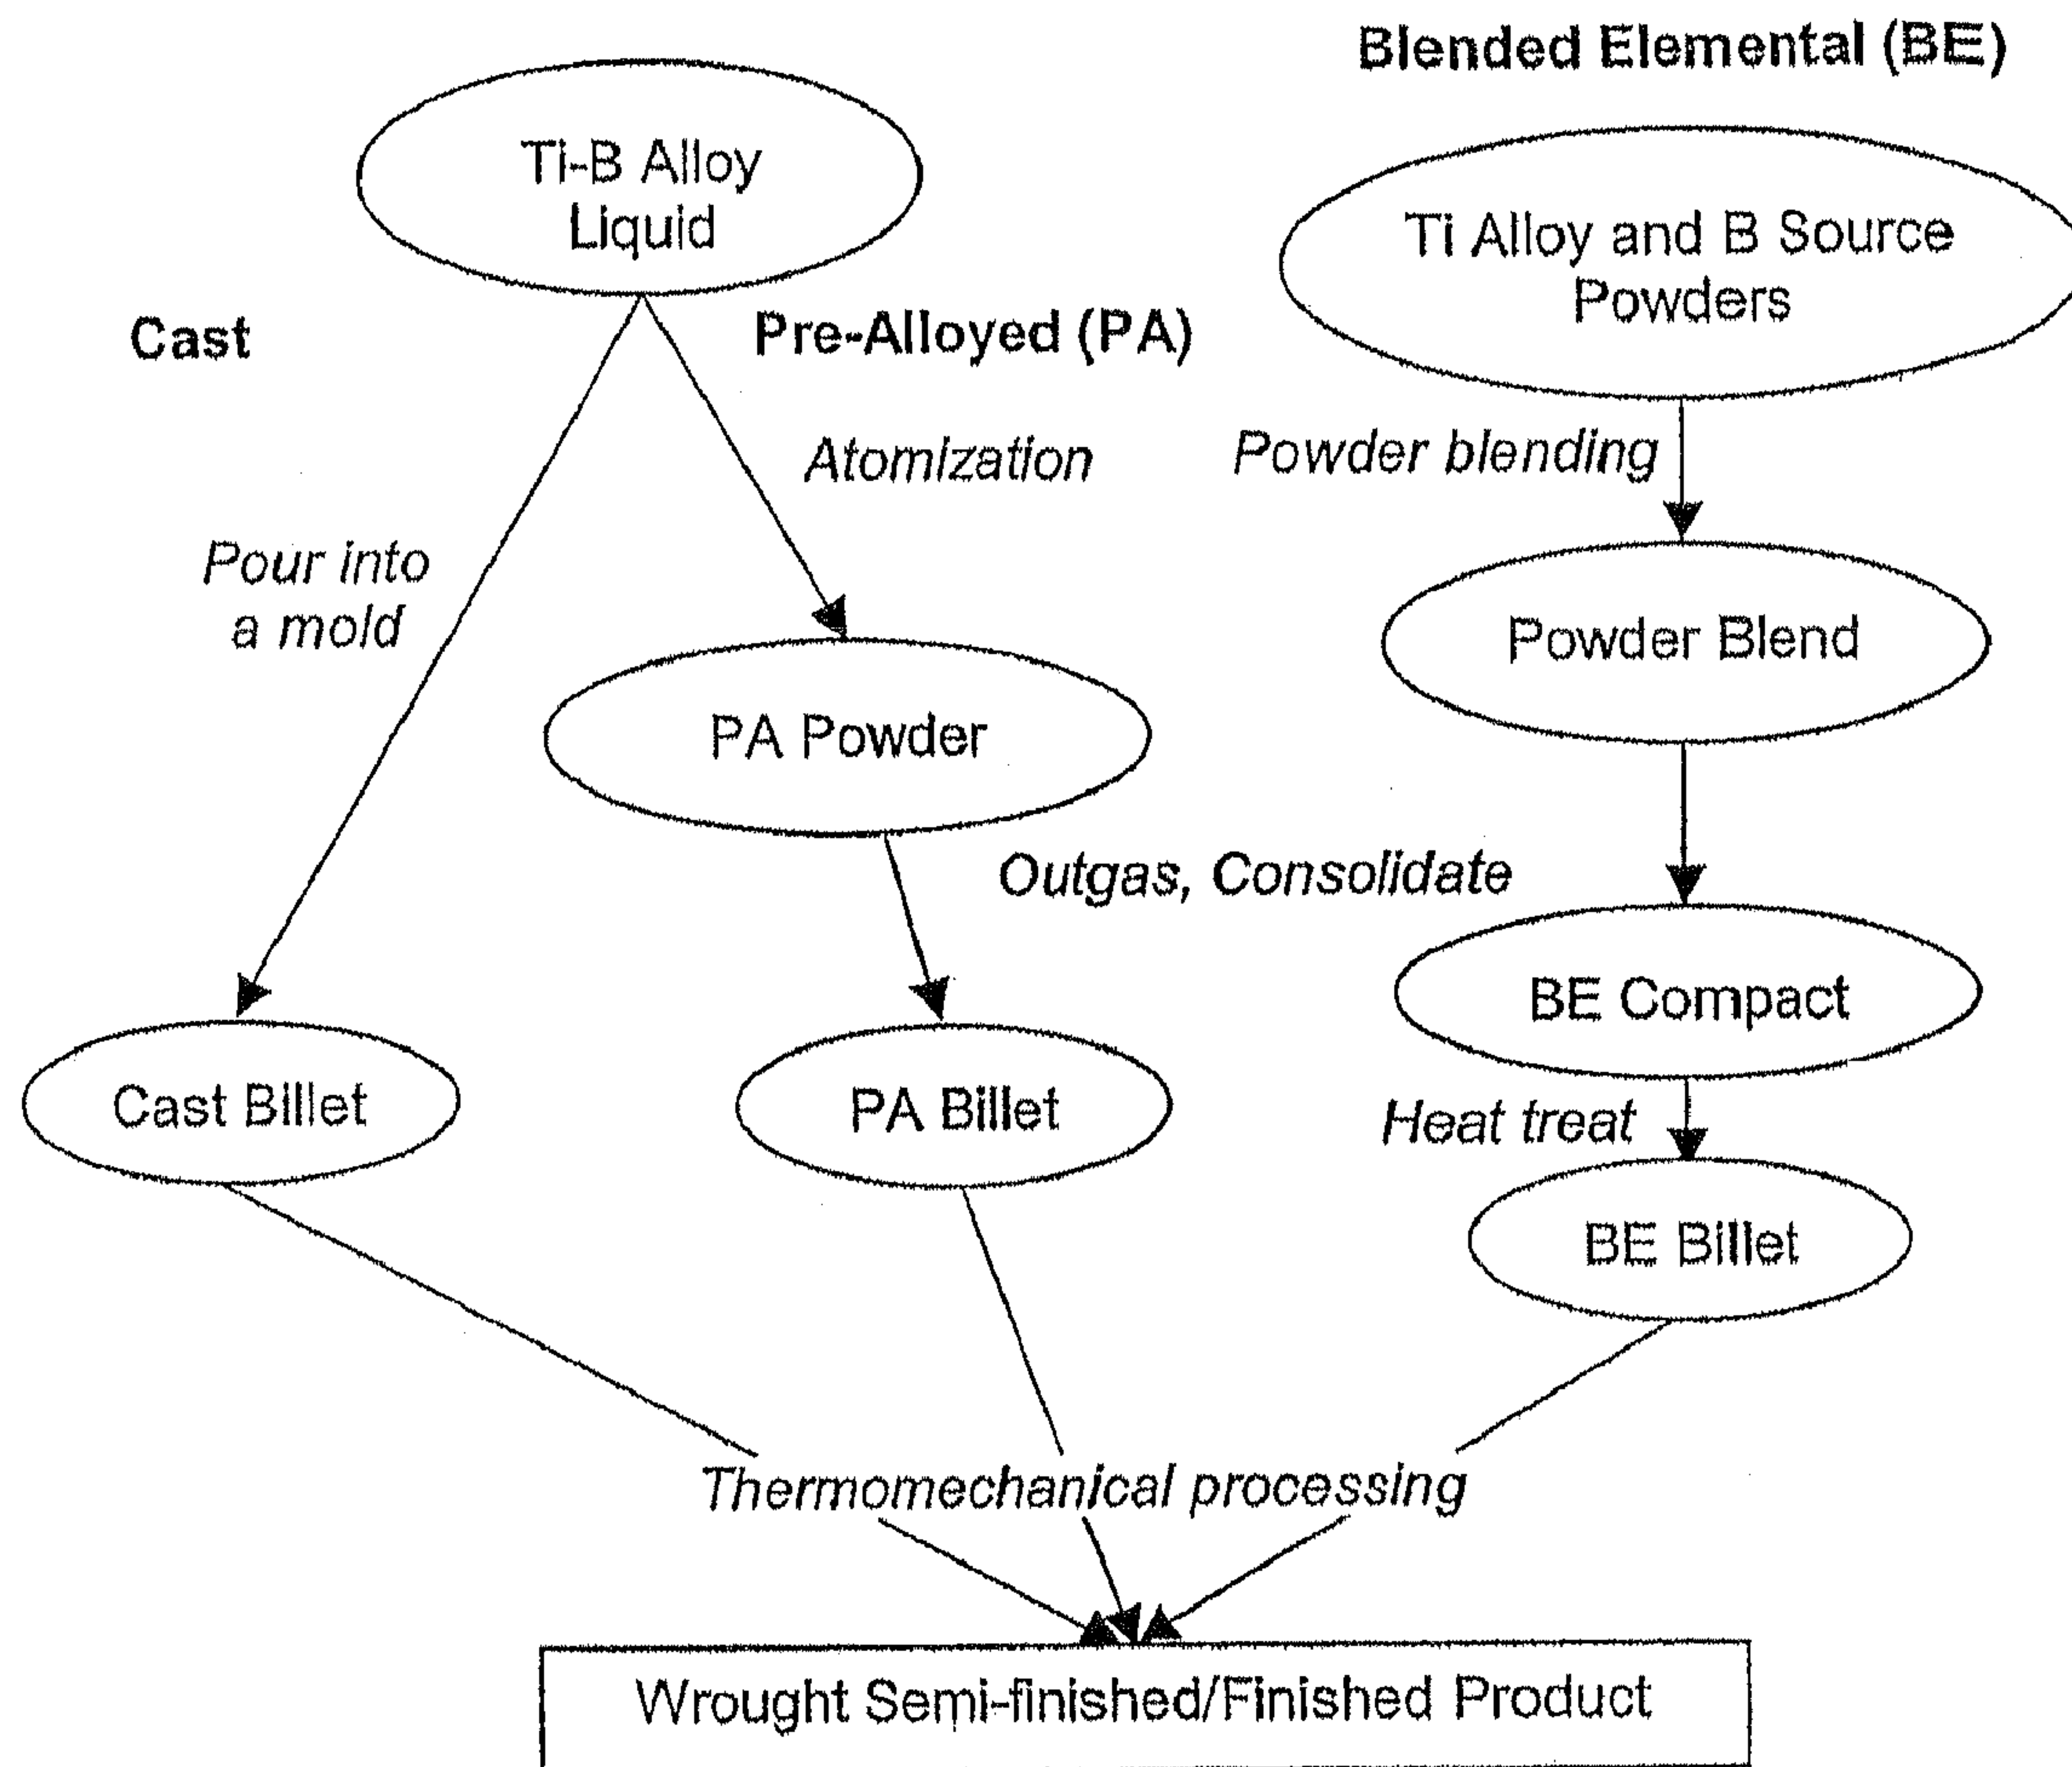 Blended Elemental (BE)
Ti-B Alloy
Liquid
Ti Alloy and B Source
Powders
Cast
Pre-Alloyed (PA)
Atomization
Powder blending
Pour into
a mold
Powder Blend
PA Powder
Outgas, Consolidate
BE Compact
Cast Billet
PA Billet
Heat treat
BE Billet
Thermomechanical processing
Wrought Semi-finished/Finished Product